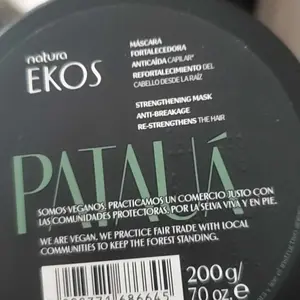 natura
EKOS
MÁSCARA
FORTALECEDORA
ANTICAÍDA CAPILAR*
REFORTALECIMIENTO DEL
CABELLO DESDE LA RAÍZ
STRENGTHENING MASK
ANTI-BREAKAGE
RE-STRENGTHENS THE HAIR
PATAUÁ
SOMOS VEGANOS. PRACTICAMOS UN COMERCIO JUSTO CON
LAS COMUNIDADES PROTECTORAS, POR LA SELVA VIVA Y EN PIE.
WE ARE VEGAN. WE PRACTICE FAIR TRADE WITH LOCAL
COMMUNITIES TO KEEP THE FOREST STANDING.
200 g/
70 oz e